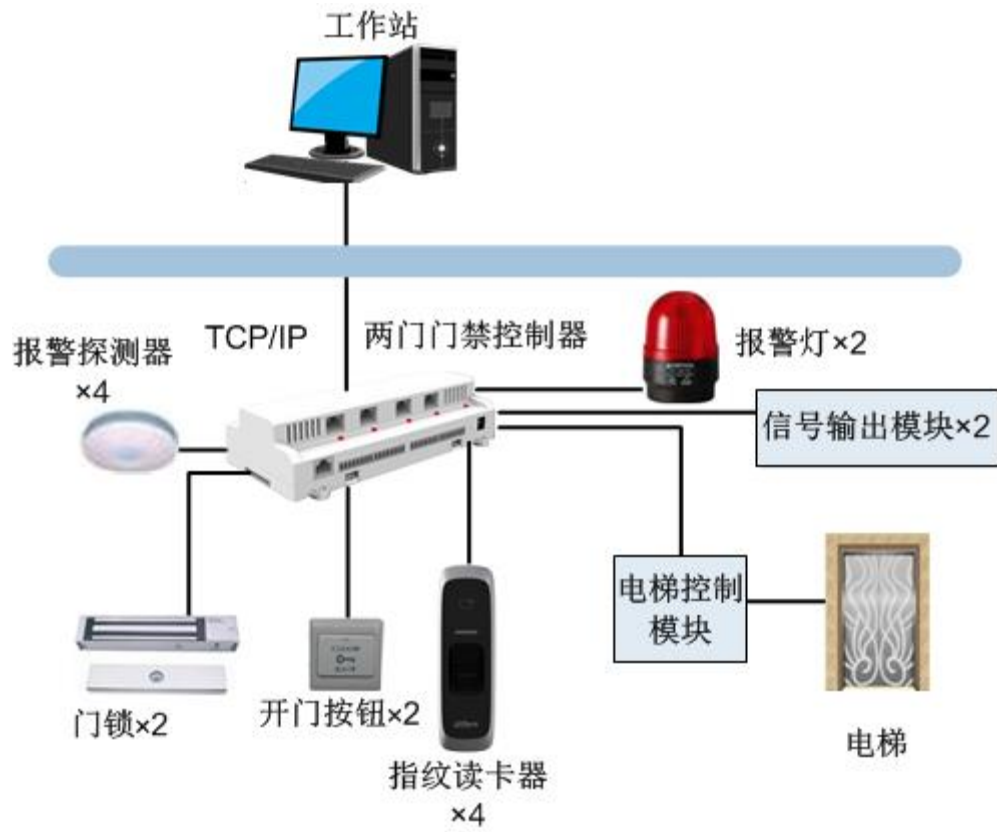 工作站
TCP/IP
两门门禁控制器
报警探测器
×4
报警灯×2
信号输出模块×2
电梯控制
模块
门锁×2
开门按钮×2
指纹读卡器
×4
电梯